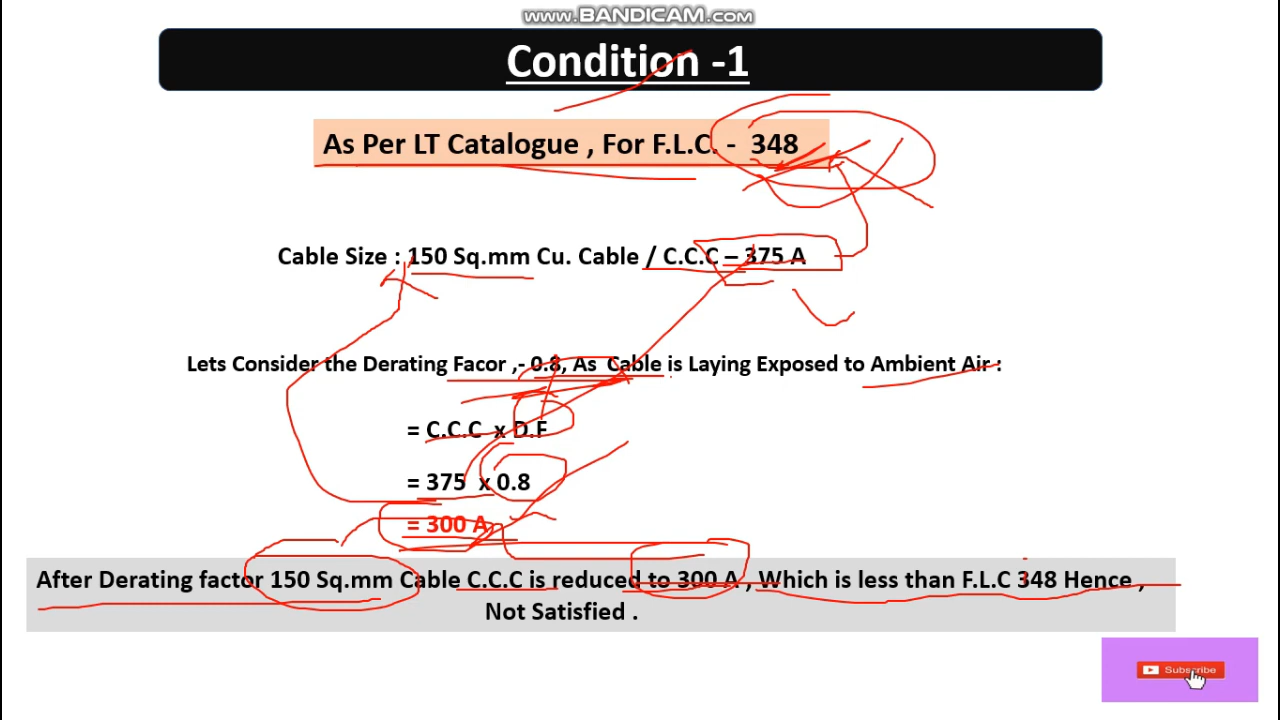 www.BANDICAM.com
Condition -1
As Per LT Catalogue , For F.L.C. - 348
Cable Size : 150 Sq.mm Cu. Cable / C.C.C – 375 A
Lets Consider the Derating Facor ,- 0.8, As Cable is Laying Exposed to Ambient Air :
= C.C.C x D.F
= 375 x 0.8
= 300 A
After Derating factor 150 Sq.mm Cable C.C.C is reduced to 300 A , Which is less than F.L.C 348 Hence ,
Not Satisfied .
Subscribe